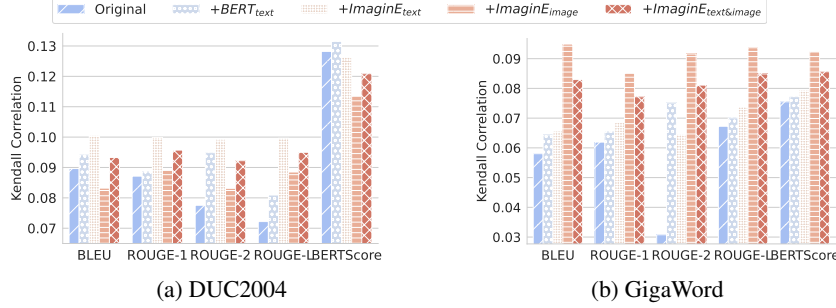 Original +BERT_text +ImaginE_text +ImaginE_image +ImaginE_text&image
Kendall Correlation
0.13
0.12
0.11
0.10
0.09
0.08
0.07
BLEU ROUGE-1 ROUGE-2 ROUGE-L BERTScore
(a) DUC2004
Kendall Correlation
0.09
0.08
0.07
0.06
0.05
0.04
0.03
BLEU ROUGE-1 ROUGE-2 ROUGE-L BERTScore
(b) GigaWord